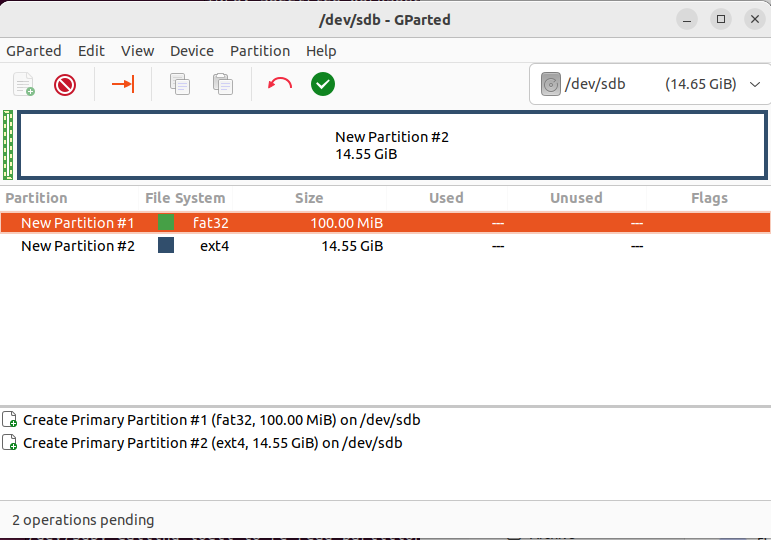 /dev/sdb - GParted
GParted Edit View Device Partition Help
/dev/sdb (14.65 GiB)
New Partition #2
14.55 GiB
Partition File System Size Used Unused Flags
New Partition #1 fat32 100.00 MiB --- ---
New Partition #2 ext4 14.55 GiB --- ---
Create Primary Partition #1 (fat32, 100.00 MiB) on /dev/sdb
Create Primary Partition #2 (ext4, 14.55 GiB) on /dev/sdb
2 operations pending